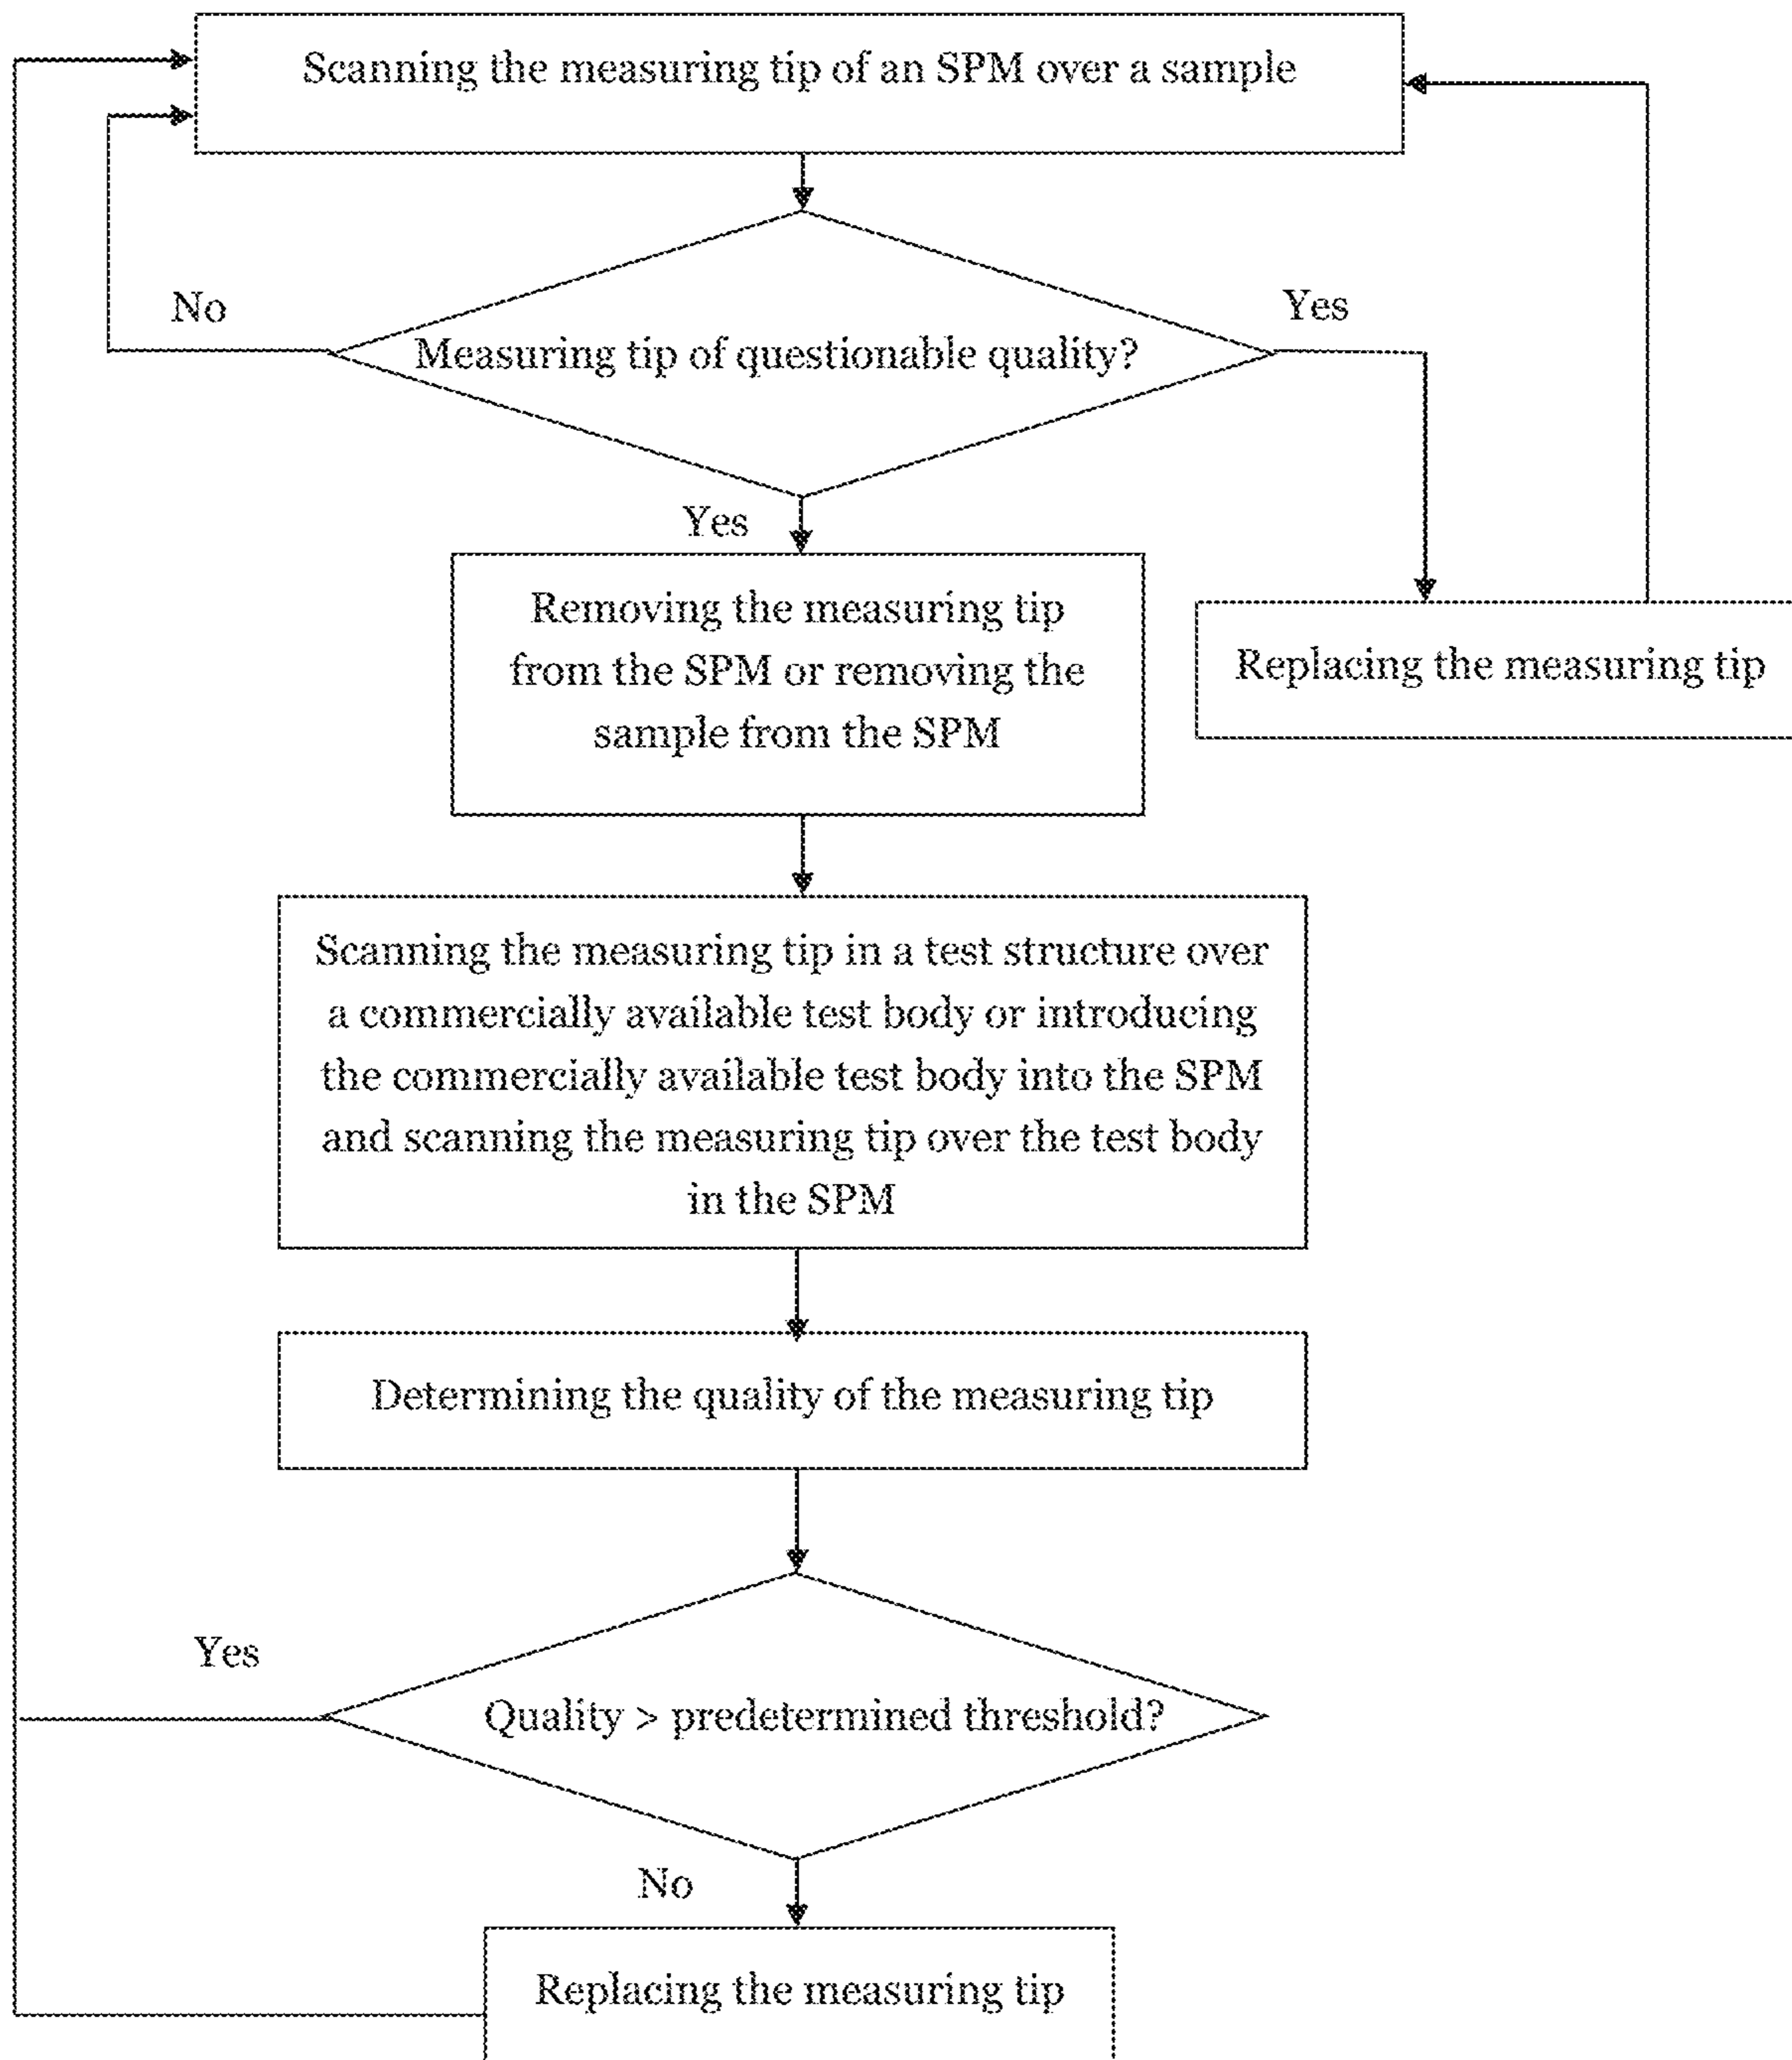 Scanning the measuring tip of an SPM over a sample
No
Yes
Measuring tip of questionable quality?
Yes
Removing the measuring tip
from the SPM or removing the
sample from the SPM
Replacing the measuring tip
Scanning the measuring tip in a test structure over
a commercially available test body or introducing
the commercially available test body into the SPM
and scanning the measuring tip over the test body
in the SPM
Determining the quality of the measuring tip
Yes
Quality > predetermined threshold?
No
Replacing the measuring tip